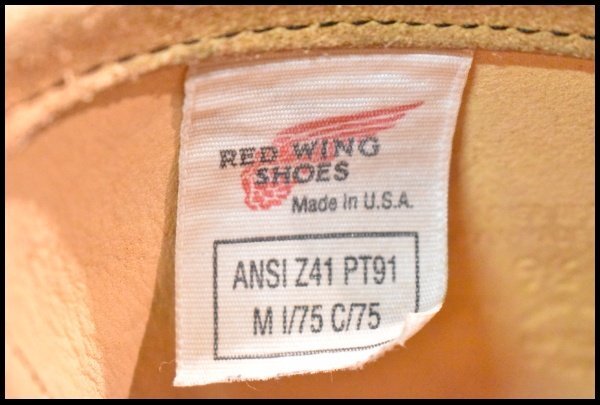 RED WING
SHOES
Made In U.S.A.
ANSI Z41 PT91
M I/75 C/75